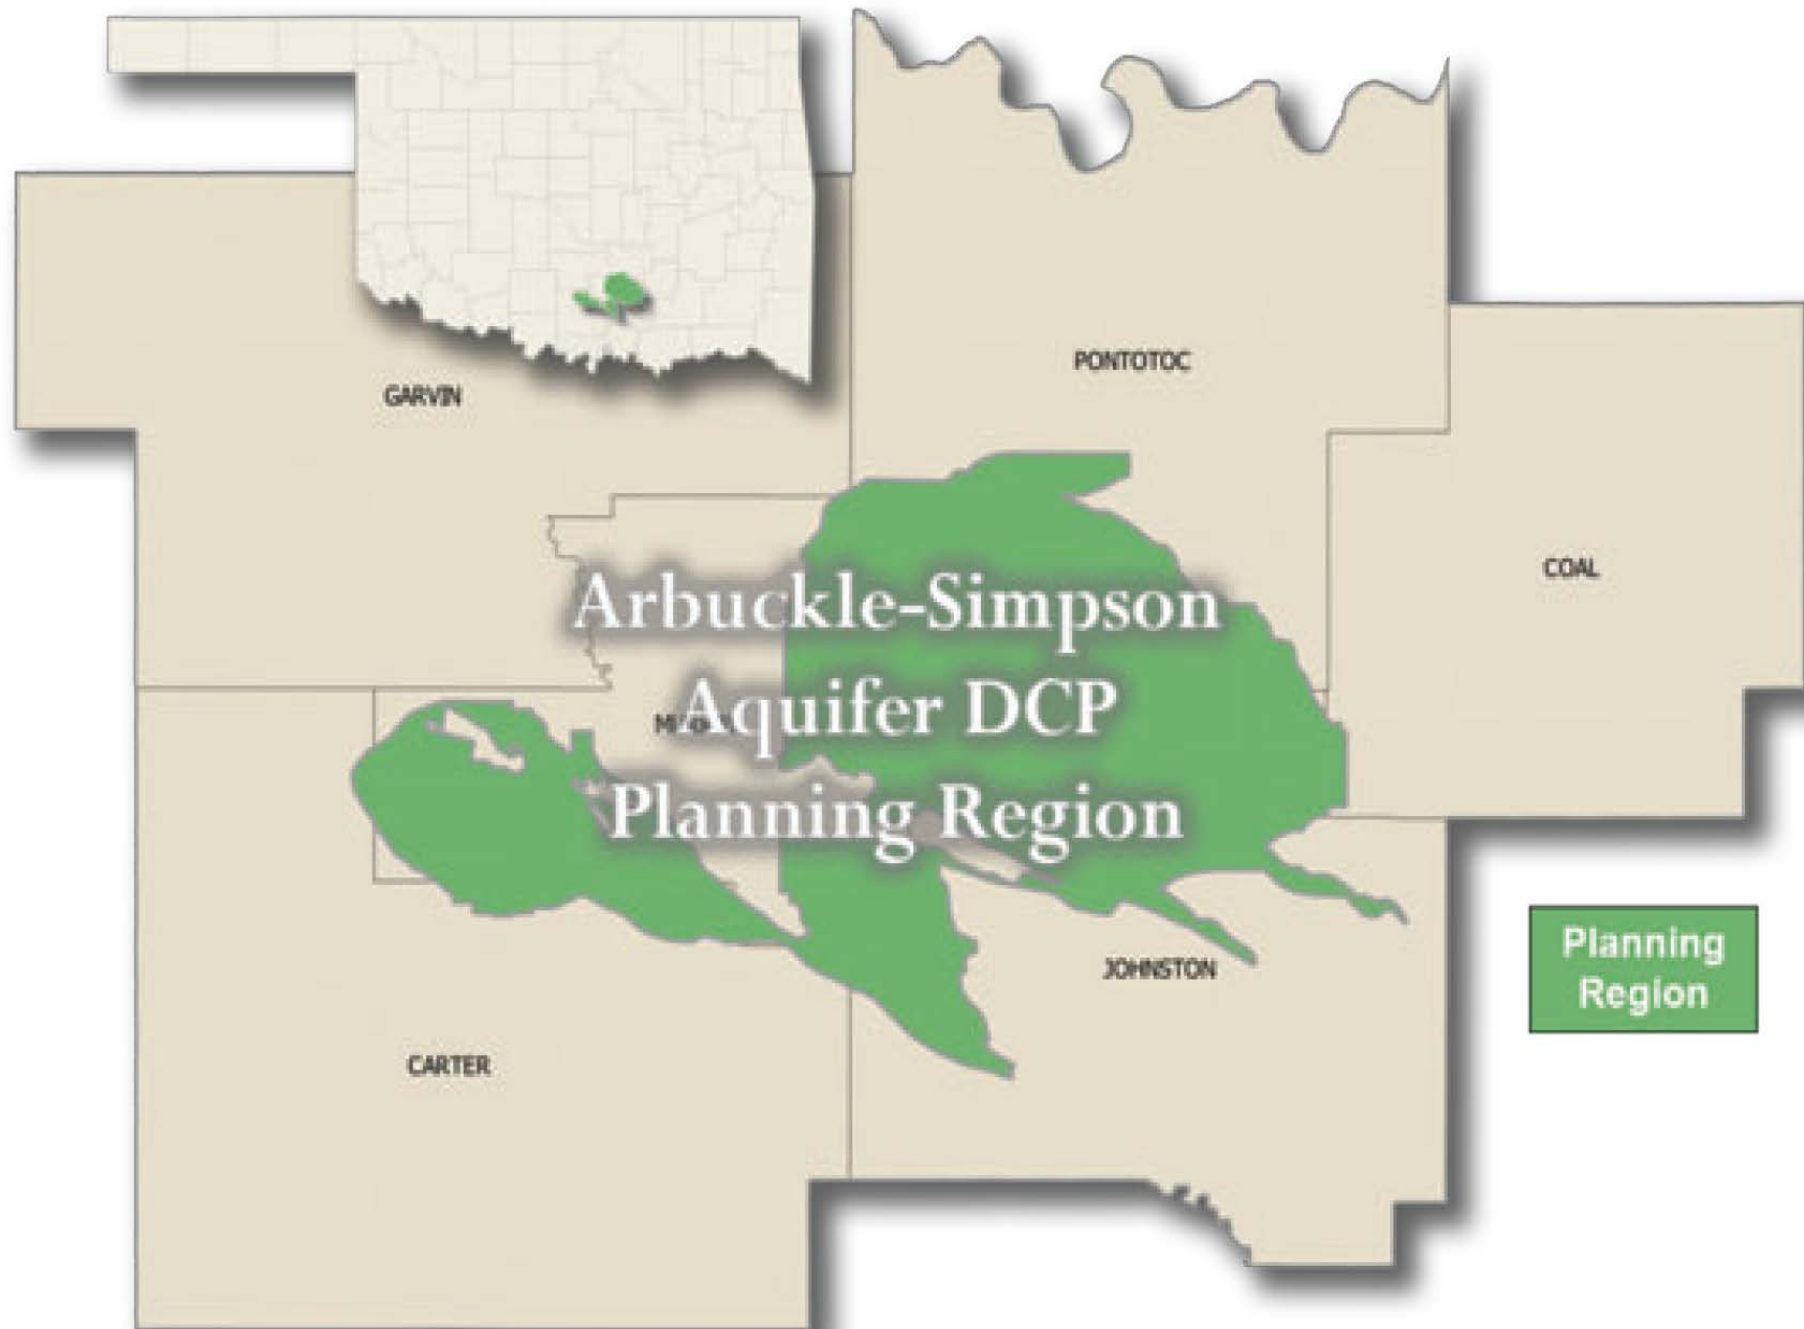 PONTOTOC
GARVIN
COAL
Arbuckle-Simpson
Aquifer DCP
Planning Region
JOHNSTON
Planning
Region
CARTER